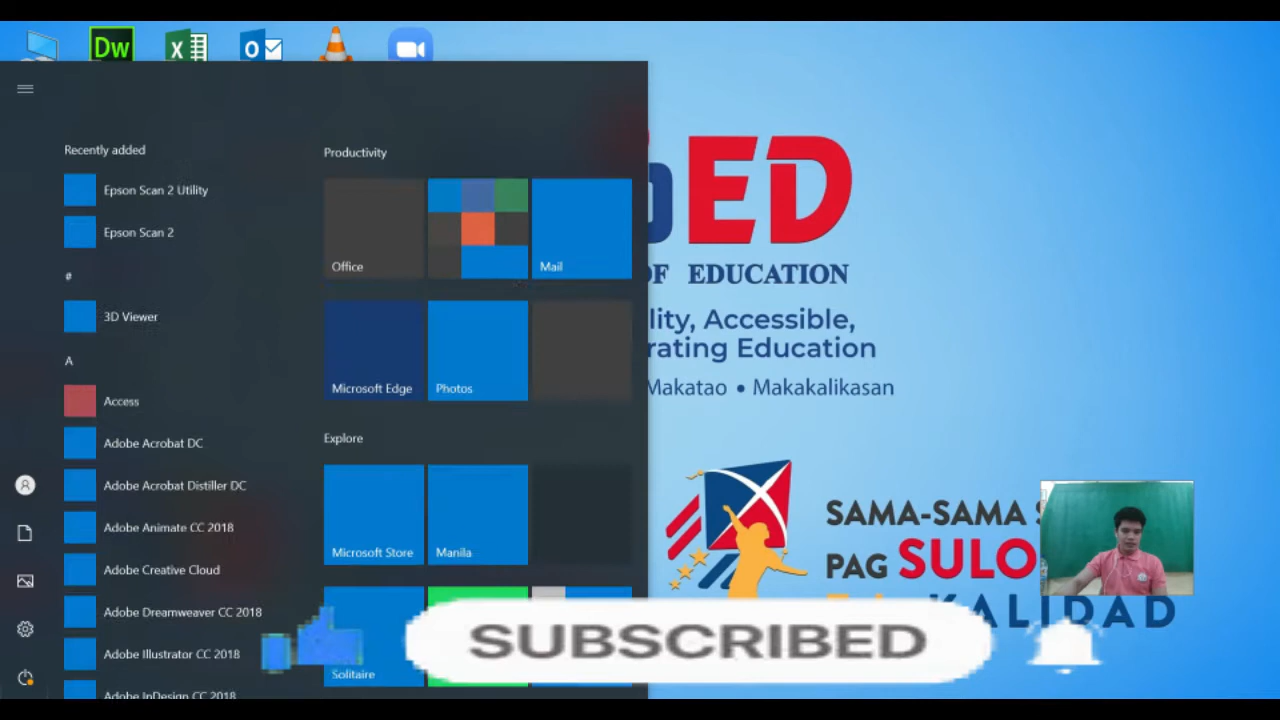 Dw
X
O
Recently added
Epson Scan 2 Utility
Epson Scan 2
#
3D Viewer
A
Access
Adobe Acrobat DC
Adobe Acrobat Distiller DC
Adobe Animate CC 2018
Adobe Creative Cloud
Adobe Dreamweaver CC 2018
Adobe Illustrator CC 2018
Adobe InDesign CC 2018
Productivity
Office
Mail
Microsoft Edge
Photos
Explore
Microsoft Store
Manila
Solitaire
ED
OF EDUCATION
lity, Accessible,
rating Education
Makatao • Makakalikasan
SAMA-SAMA
PAG SULO
KALIDAD
SUBSCRIBED